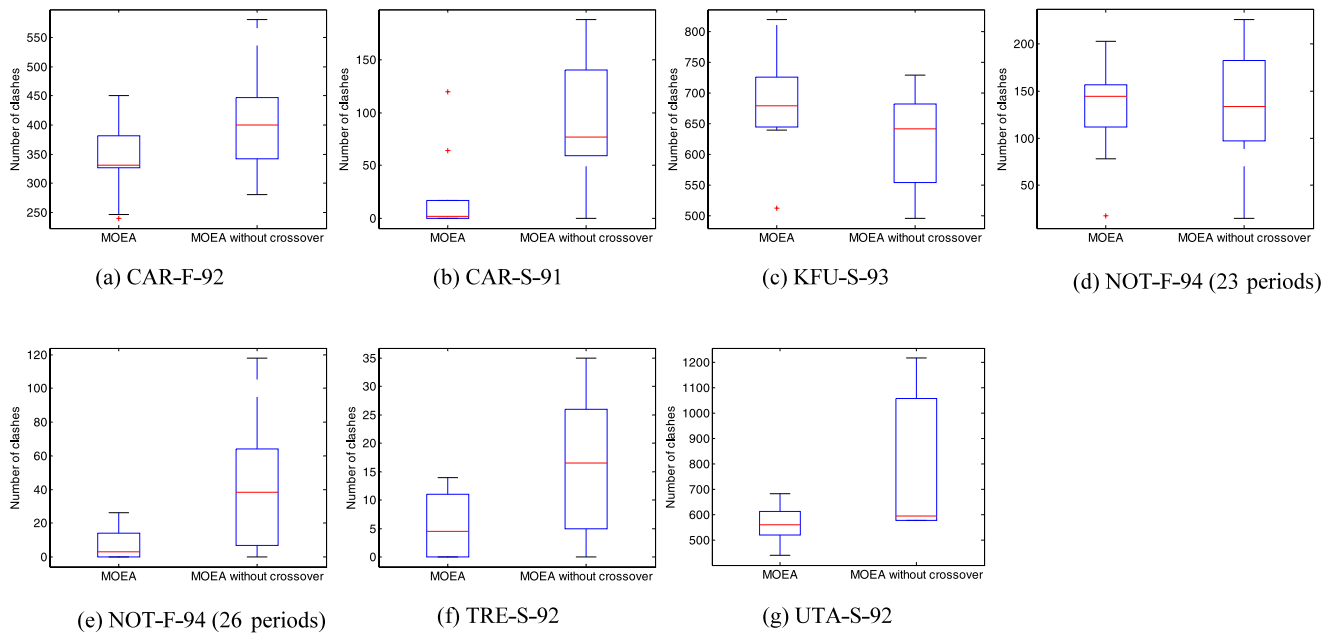 Number of clashes
550
500
450
400
350
300
250
MOEA
MOEA without crossover
(a) CAR-F-92
Number of clashes
150
100
50
0
MOEA
MOEA without crossover
(b) CAR-S-91
Number of clashes
800
750
700
650
600
550
500
MOEA
MOEA without crossover
(c) KFU-S-93
Number of clashes
200
150
100
50
MOEA
MOEA without crossover
(d) NOT-F-94 (23 periods)
Number of clashes
120
100
80
60
40
20
0
MOEA
MOEA without crossover
(e) NOT-F-94 (26 periods)
Number of clashes
35
30
25
20
15
10
5
0
MOEA
MOEA without crossover
(f) TRE-S-92
Number of clashes
1200
1100
1000
900
800
700
600
500
MOEA
MOEA without crossover
(g) UTA-S-92